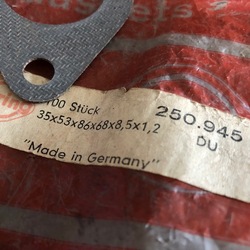 100 Stück
250.945
35x53x86x68x8,5x1,2
DU
"Made in Germany"